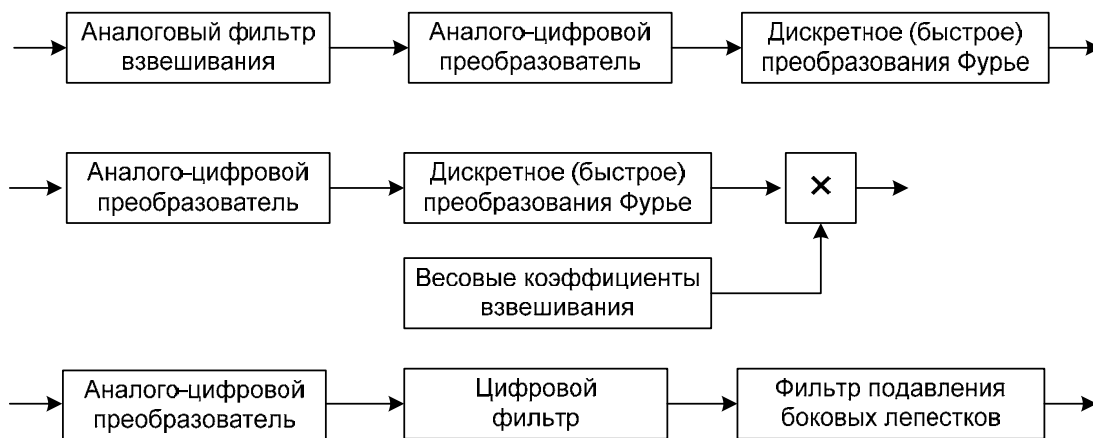 Аналоговый фильтр
взвешивания
Аналого-цифровой
преобразователь
Дискретное (быстрое)
преобразования Фурье
Аналого-цифровой
преобразователь
Дискретное (быстрое)
преобразования Фурье
×
Весовые коэффициенты
взвешивания
Аналого-цифровой
преобразователь
Цифровой
фильтр
Фильтр подавления
боковых лепестков